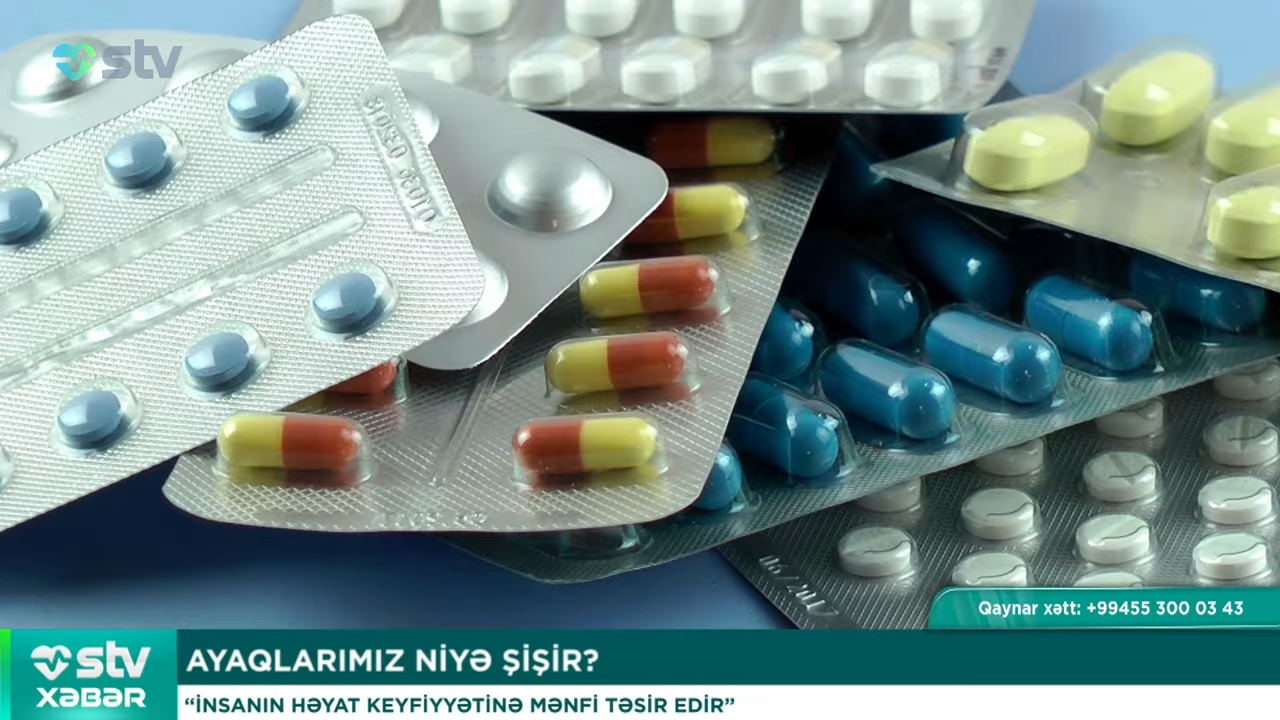 stv
Qaynar xətt: +99455 300 03 43
stv
XƏBƏR
AYAQLARIMIZ NİYƏ ŞİŞİR?
“İNSANIN HƏYAT KEYFİYYƏTİNƏ MƏNFİ TƏSİR EDİR”